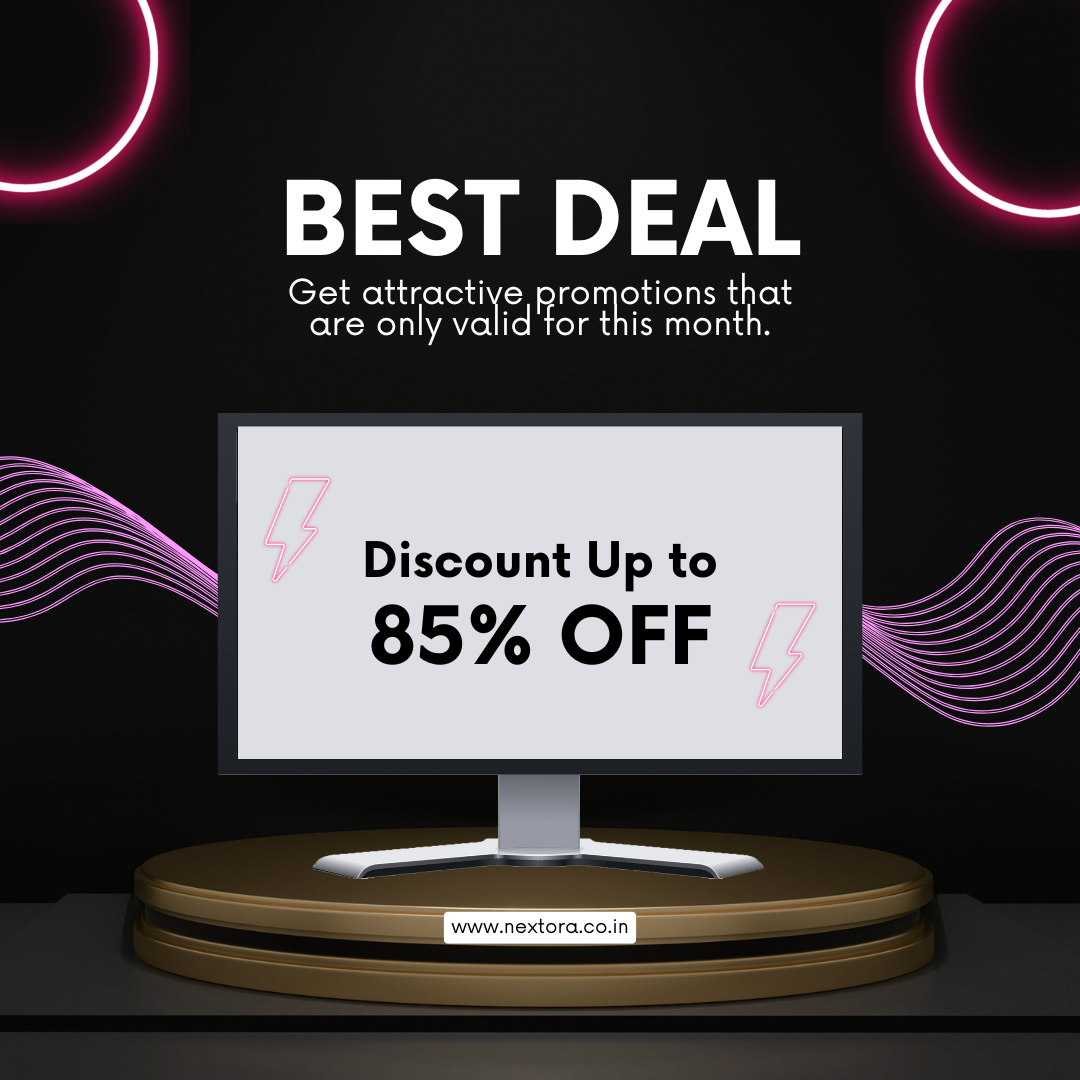 BEST DEAL
Get attractive promotions that
are only valid for this month.
Discount Up to
85% OFF
www.nextora.co.in